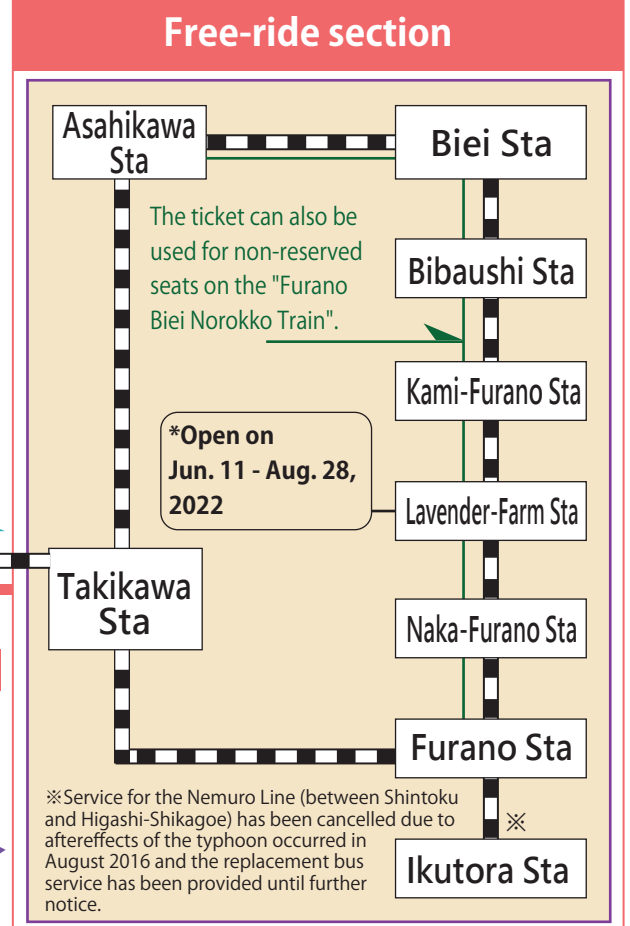 Free-ride section
Asahikawa
Sta
Biei Sta
The ticket can also be
used for non-reserved
seats on the "Furano
Biei Norokko Train".
Bibaushi Sta
Kami-Furano Sta
*Open on
Jun. 11 - Aug. 28,
2022
Lavender-Farm Sta
Takikawa
Sta
Naka-Furano Sta
Furano Sta
※Service for the Nemuro Line (between Shintoku
and Higashi-Shikagoe) has been cancelled due to
aftereffects of the typhoon occurred in
August 2016 and the replacement bus
service has been provided until further
notice.
※
Ikutora Sta